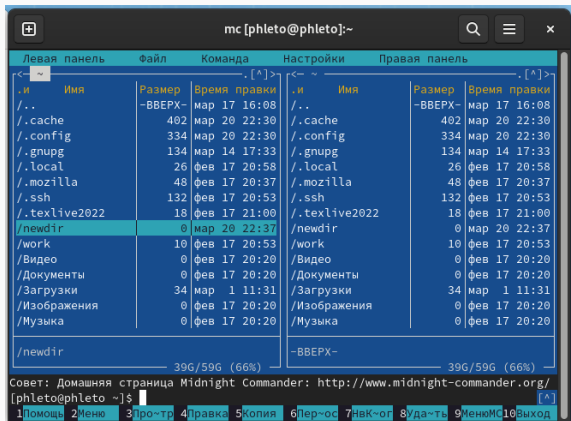 mc [phleto@phleto]:~
Левая панель Файл Команда Настройки Правая панель
<- ~ .[^]> <- ~ .[^]>
.и Имя Размер Время правки .и Имя Размер Время правки
/.. -ВВЕРХ- мар 17 16:08 /.. -ВВЕРХ- мар 17 16:08
/.cache 402 мар 20 22:30 /.cache 402 мар 20 22:30
/.config 334 мар 20 22:30 /.config 334 мар 20 22:30
/.gnupg 134 мар 14 17:33 /.gnupg 134 мар 14 17:33
/.local 26 фев 17 20:58 /.local 26 фев 17 20:58
/.mozilla 48 фев 17 20:37 /.mozilla 48 фев 17 20:37
/.ssh 132 фев 17 20:53 /.ssh 132 фев 17 20:53
/.texlive2022 18 фев 17 21:00 /.texlive2022 18 фев 17 21:00
/newdir 0 мар 20 22:37 /newdir 0 мар 20 22:37
/work 10 фев 17 20:53 /work 10 фев 17 20:53
/Видео 0 фев 17 20:20 /Видео 0 фев 17 20:20
/Документы 0 фев 17 20:20 /Документы 0 фев 17 20:20
/Загрузки 34 мар 1 11:31 /Загрузки 34 мар 1 11:31
/Изображения 0 фев 17 20:20 /Изображения 0 фев 17 20:20
/Музыка 0 фев 17 20:20 /Музыка 0 фев 17 20:20
/newdir -ВВЕРХ-
39G/59G (66%) 39G/59G (66%)
Совет: Домашняя страница Midnight Commander: http://www.midnight-commander.org/
[phleto@phleto ~]$ [^]
1Помощь 2Меню 3Про~тр 4Правка 5Копия 6Пер~ос 7НвК~ог 8Уда~ть 9МенюМС 10Выход